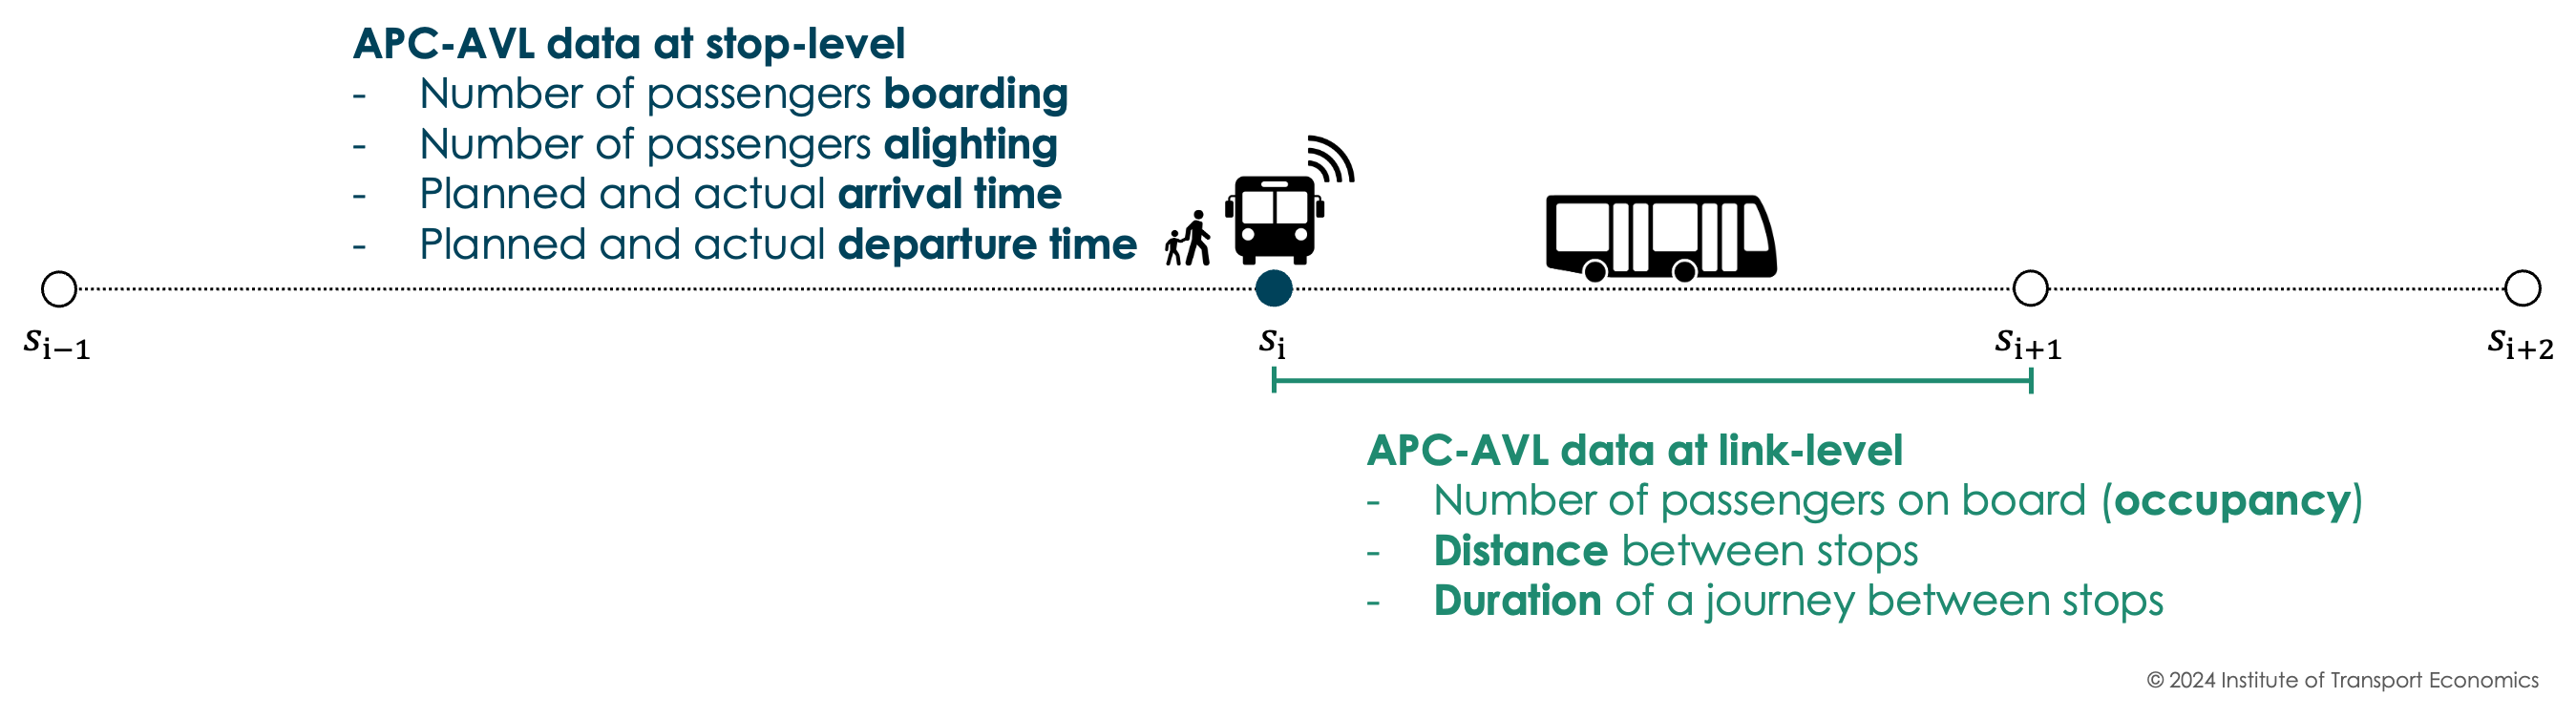 APC-AVL data at stop-level
- Number of passengers boarding
- Number of passengers alighting
- Planned and actual arrival time
- Planned and actual departure time
s_{i−1}
s_i
s_{i+1}
s_{i+2}
APC-AVL data at link-level
- Number of passengers on board (occupancy)
- Distance between stops
- Duration of a journey between stops
© 2024 Institute of Transport Economics